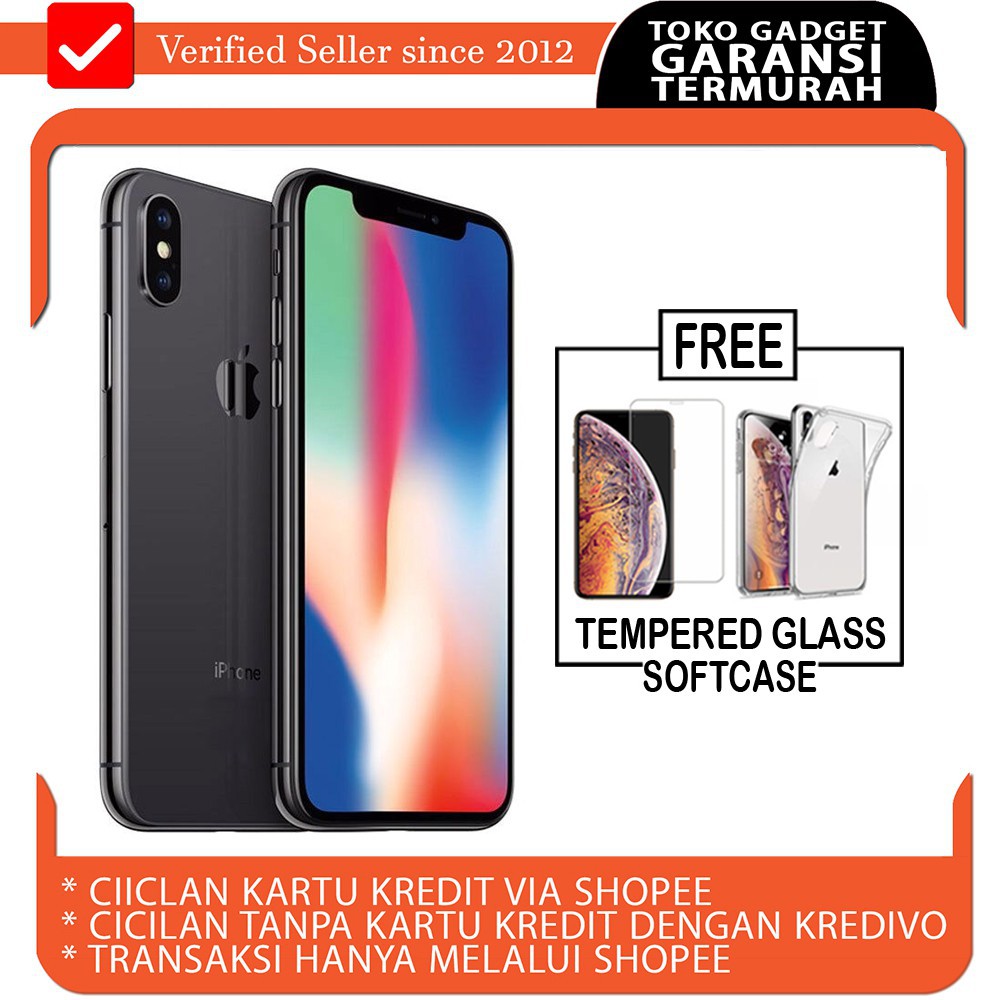 Verified Seller since 2012
TOKO GADGET
GARANSI
TERMURAH
FREE
iPhone
iPhone
TEMPERED GLASS
SOFTCASE
* CIICLAN KARTU KREDIT VIA SHOPEE
* CICILAN TANPA KARTU KREDIT DENGAN KREDIVO
* TRANSAKSI HANYA MELALUI SHOPEE